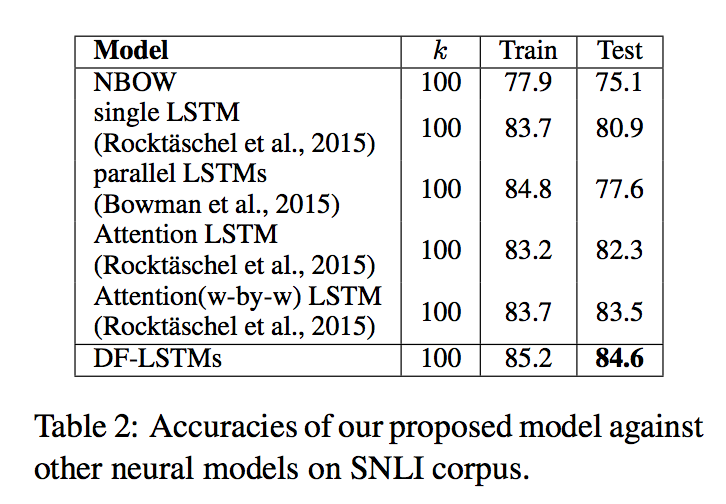 Model k Train Test
NBOW 100 77.9 75.1
single LSTM
(Rocktäschel et al., 2015) 100 83.7 80.9
parallel LSTMs
(Bowman et al., 2015) 100 84.8 77.6
Attention LSTM
(Rocktäschel et al., 2015) 100 83.2 82.3
Attention(w-by-w) LSTM
(Rocktäschel et al., 2015) 100 83.7 83.5
DF-LSTMs 100 85.2 84.6
Table 2: Accuracies of our proposed model against
other neural models on SNLI corpus.